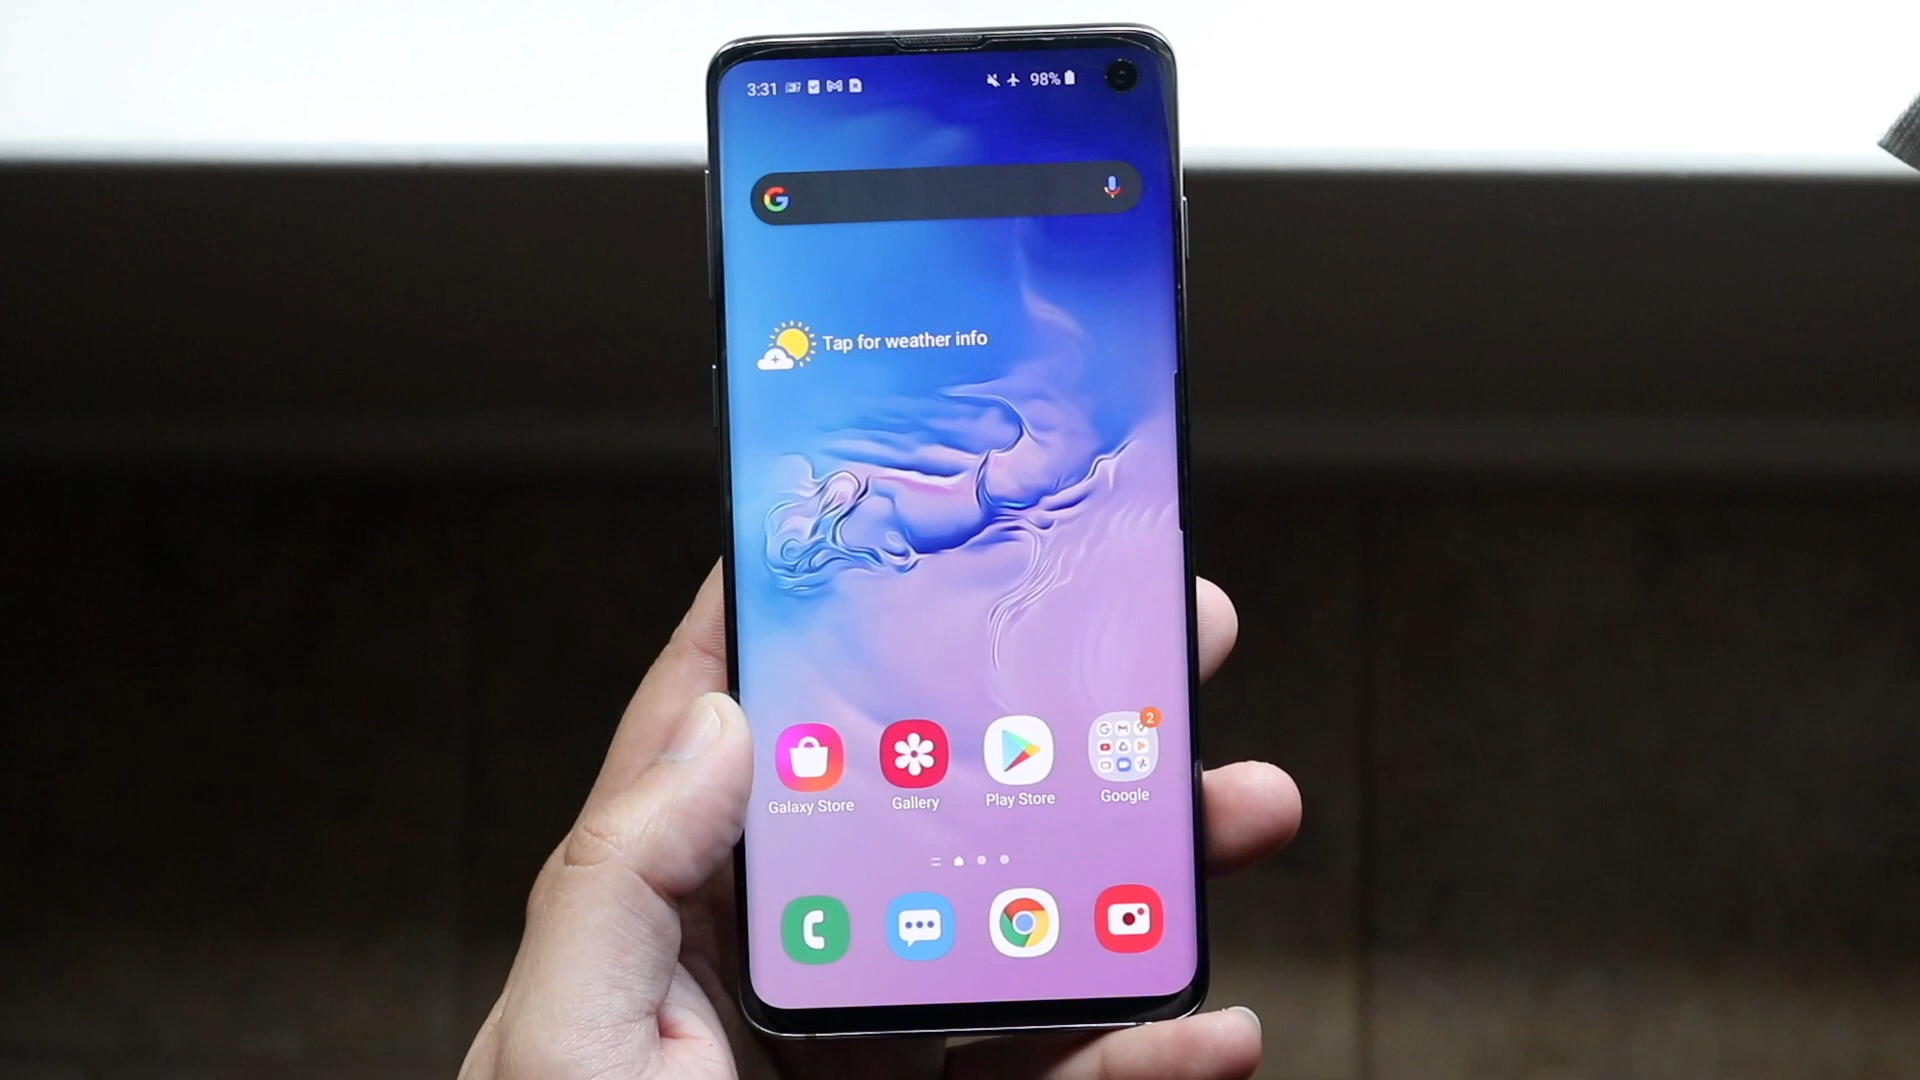 3:31
98%
G
Tap for weather info
2
Galaxy Store
Gallery
Play Store
Google